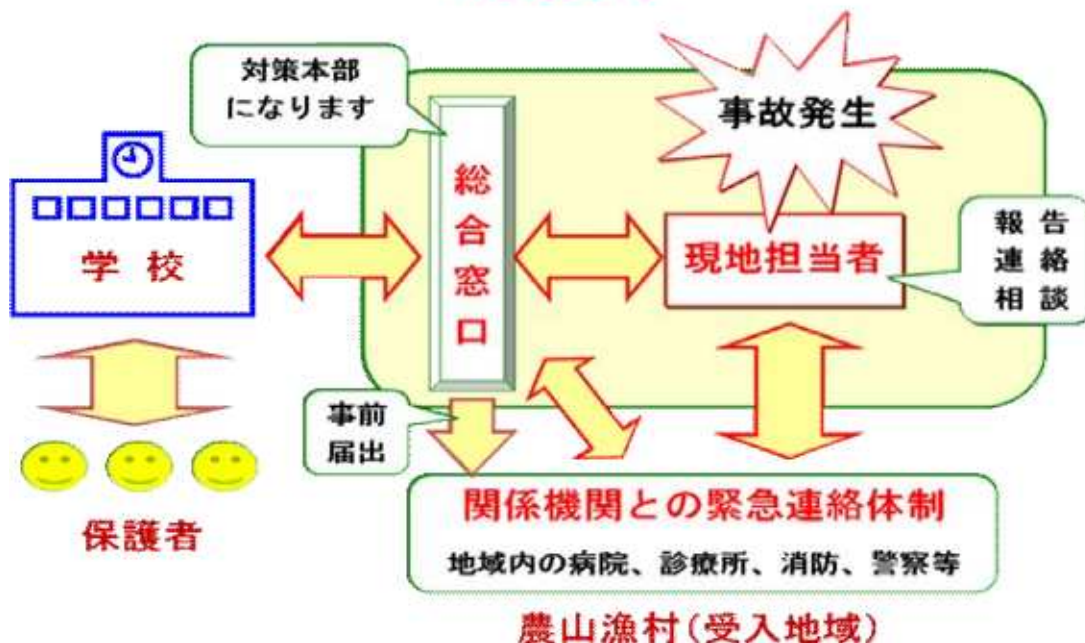 対策本部
になります
事故発生
総合窓口
学校
現地担当者
報告
連絡
相談
事前
届出
保護者
関係機関との緊急連絡体制
地域内の病院、診療所、消防、警察等
農山漁村(受入地域)